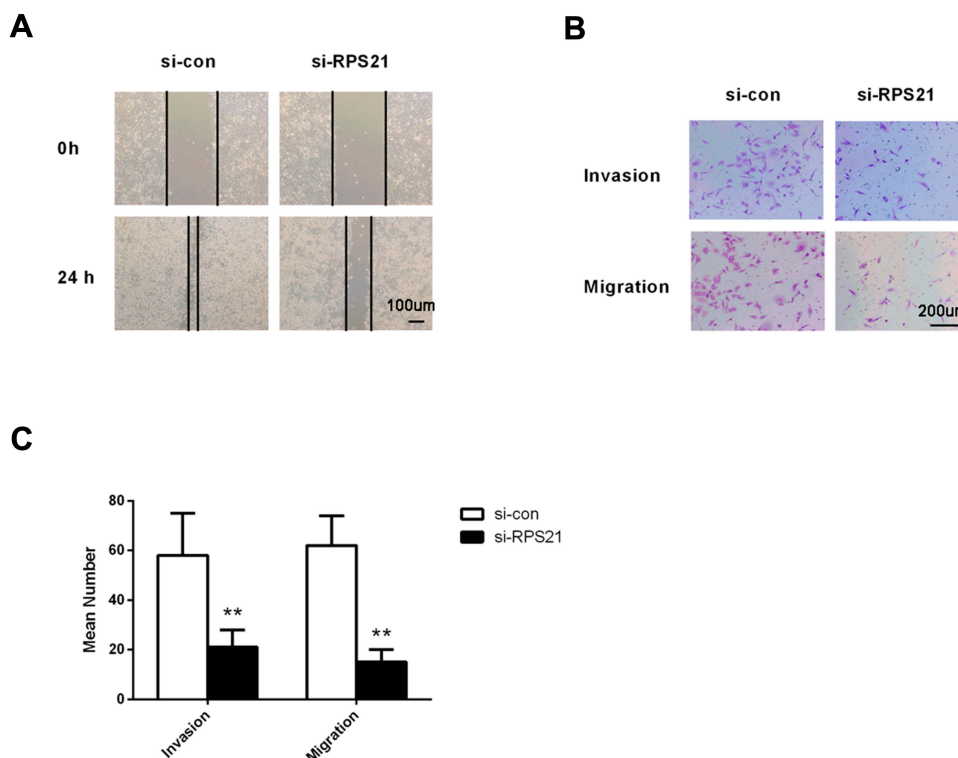 A
si-con si-RPS21
0h
24 h
100um
B
si-con si-RPS21
Invasion
Migration
200um
C
Mean Number
80
60
40
20
0
**
**
Invasion
Migration
si-con
si-RPS21